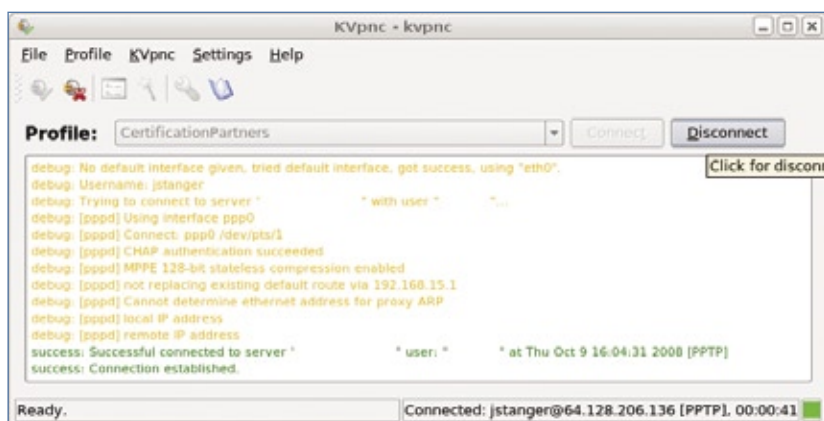 KVpnc - kvpnc
File Profile KVpnc Settings Help
Profile: CertificationPartners Connect Disconnect
Click for disconn
debug: No default interface given, tried default interface, got success, using "eth0".
debug: Username: jstanger
debug: Trying to connect to server " " with user " "...
debug: [pppd] Using interface ppp0
debug: [pppd] Connect: ppp0 /dev/pts/1
debug: [pppd] CHAP authentication succeeded
debug: [pppd] MPPE 128-bit stateless compression enabled
debug: [pppd] not replacing existing default route via 192.168.15.1
debug: [pppd] Cannot determine ethernet address for proxy ARP
debug: [pppd] local IP address
debug: [pppd] remote IP address
success: Successful connected to server " " user: " " at Thu Oct 9 16:04:31 2008 [PPTP]
success: Connection established.
Ready. Connected: jstanger@64.128.206.136 [PPTP], 00:00:41